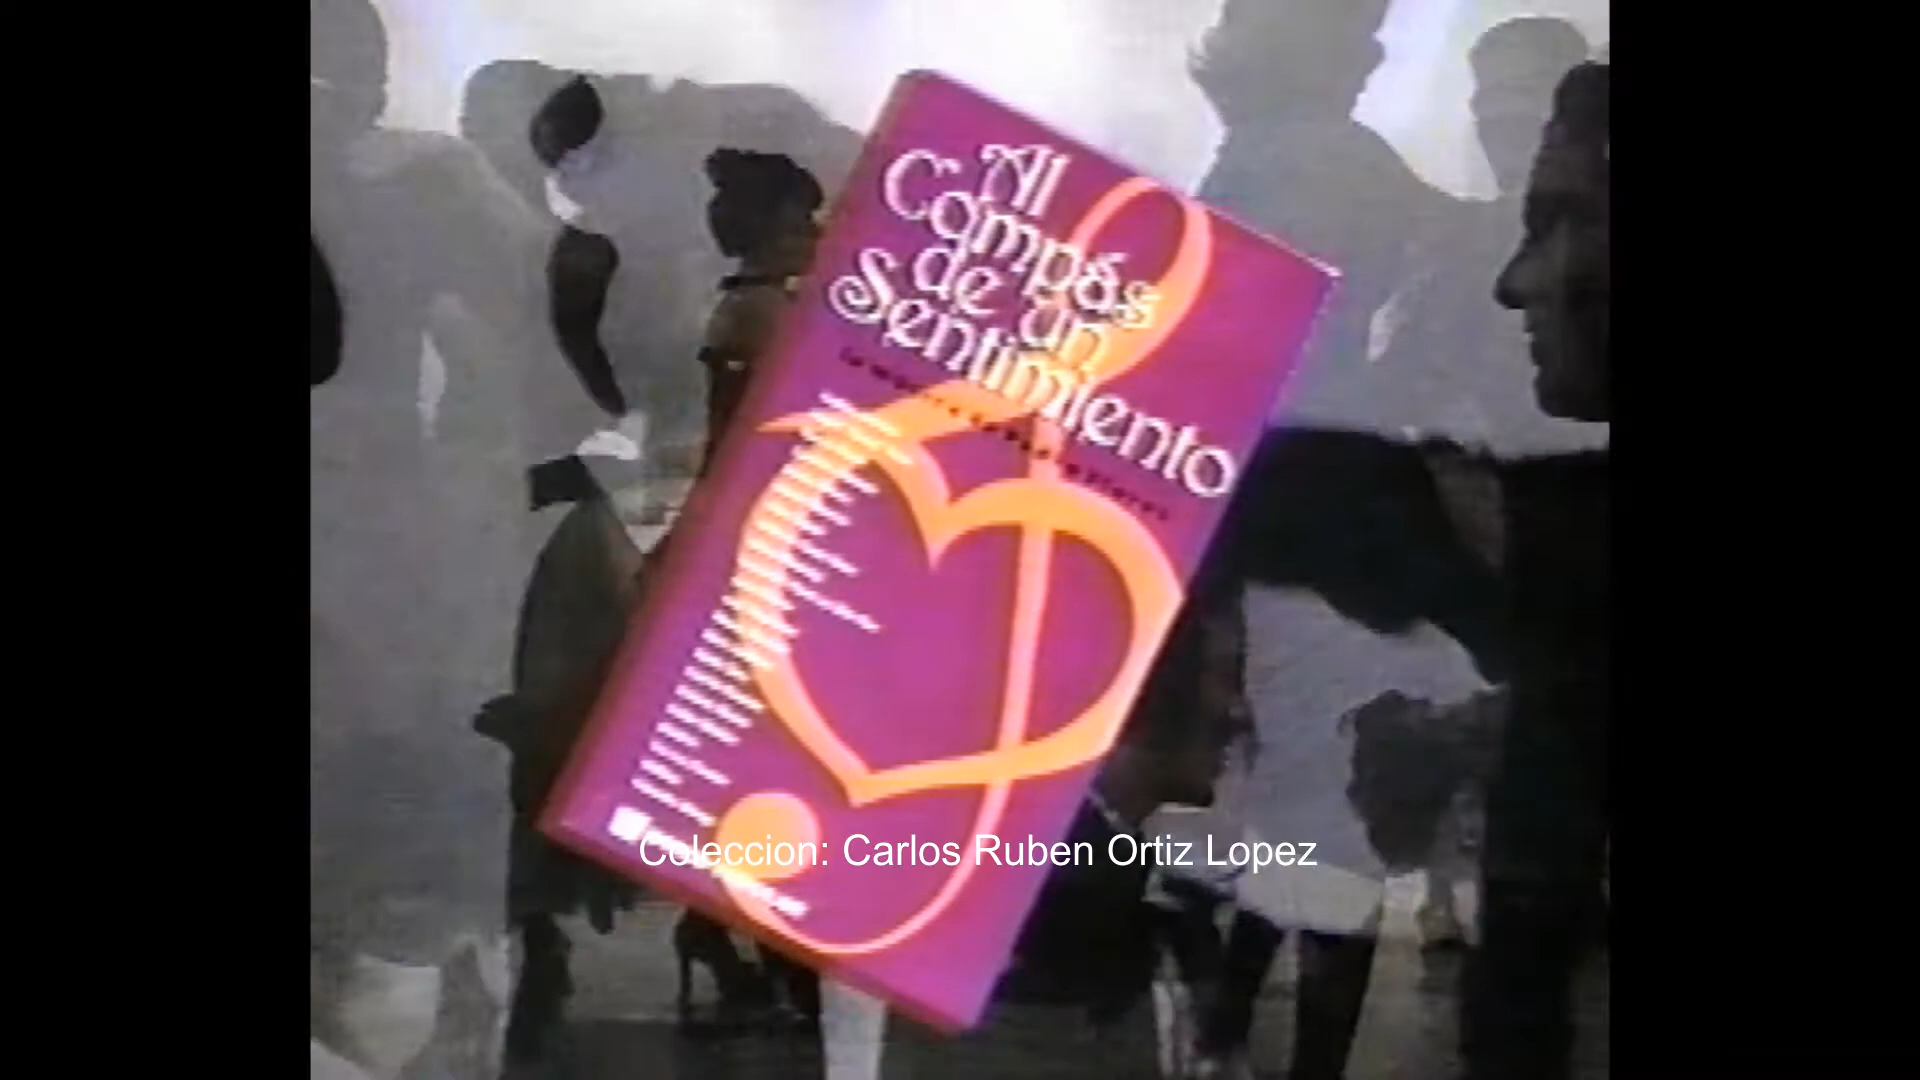 Al
Compás
de un
Sentimiento
Coleccion: Carlos Ruben Ortiz Lopez